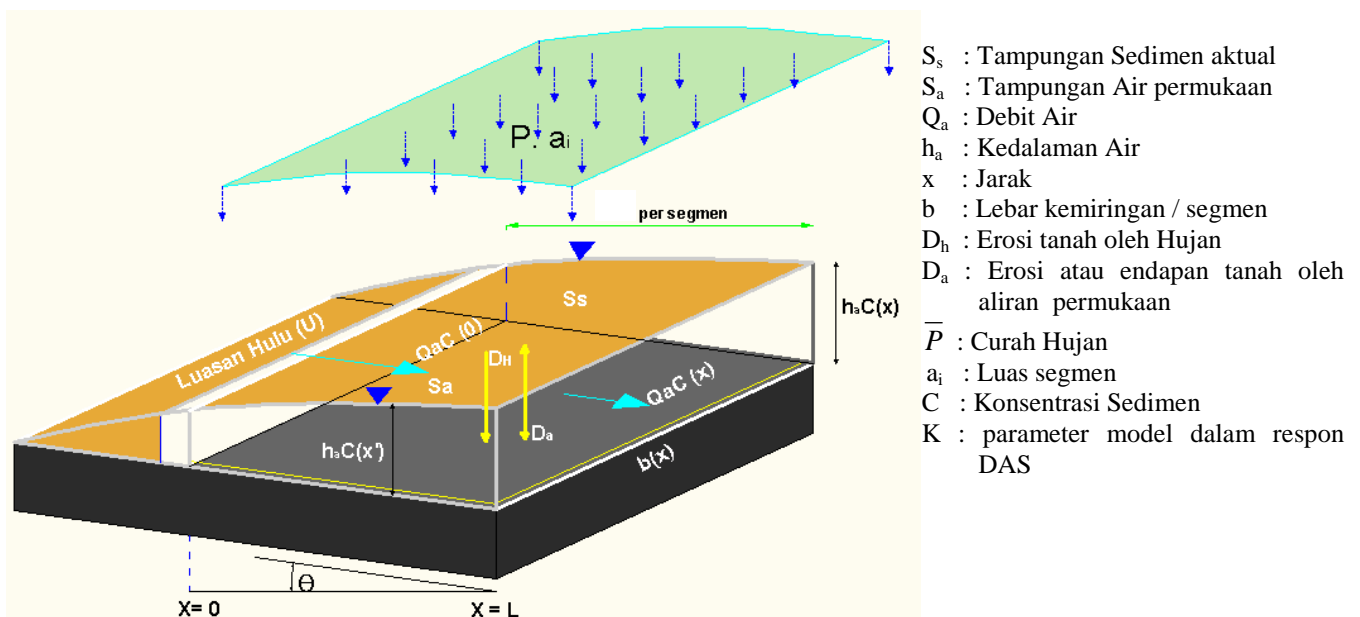 P. aᵢ
per segmen
Ss
hₐC(x)
Luasan Hulu (U)
QaC (0)
Sa
DH
QaC (x)
Dₐ
hₐC(x')
b(x)
Θ
X= 0
X = L
Sₛ : Tampungan Sedimen aktual
Sₐ : Tampungan Air permukaan
Qₐ : Debit Air
hₐ : Kedalaman Air
x : Jarak
b : Lebar kemiringan / segmen
Dₕ : Erosi tanah oleh Hujan
Dₐ : Erosi atau endapan tanah oleh
aliran permukaan
P̅ : Curah Hujan
aᵢ : Luas segmen
C : Konsentrasi Sedimen
K : parameter model dalam respon
DAS